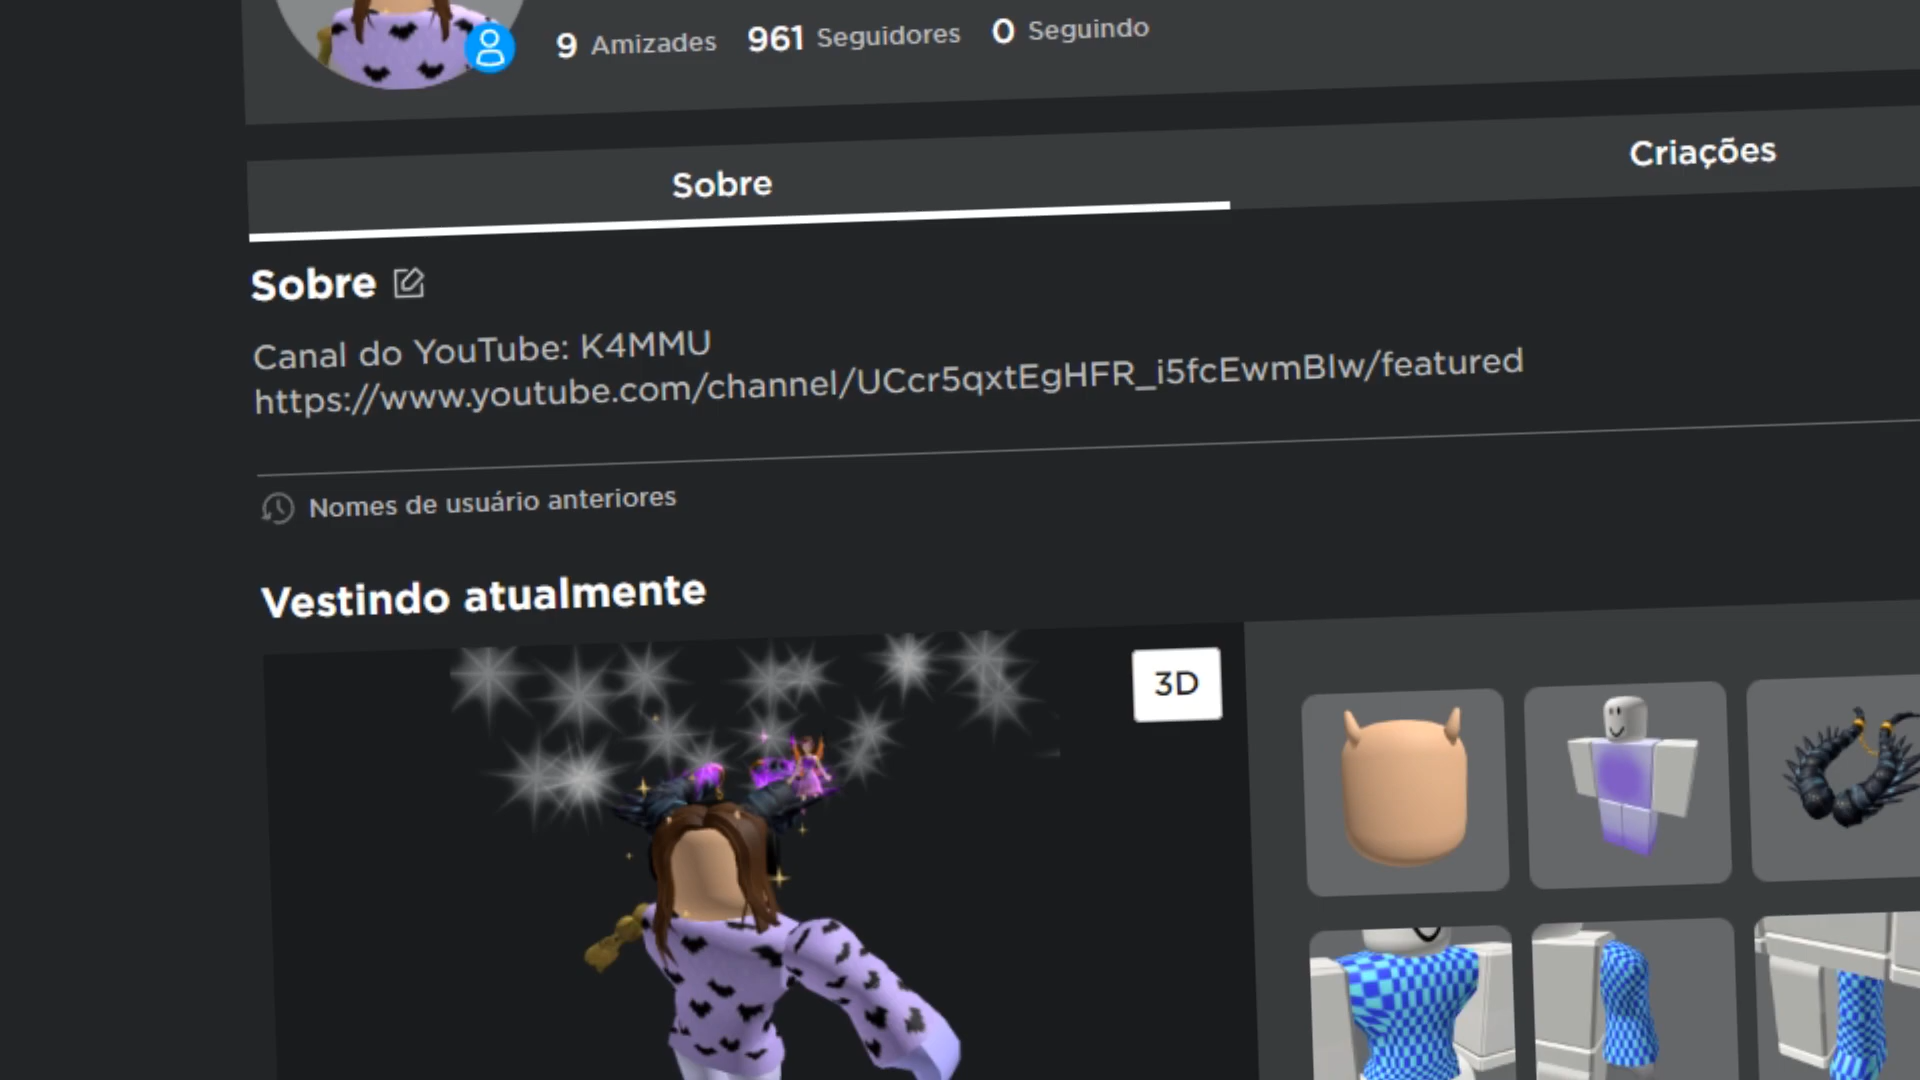 9 Amizades 961 Seguidores 0 Seguindo
Sobre Criações
Sobre
Canal do YouTube: K4MMU
https://www.youtube.com/channel/UCcr5qxtEgHFR_i5fcEwmBIw/featured
Nomes de usuário anteriores
Vestindo atualmente
3D